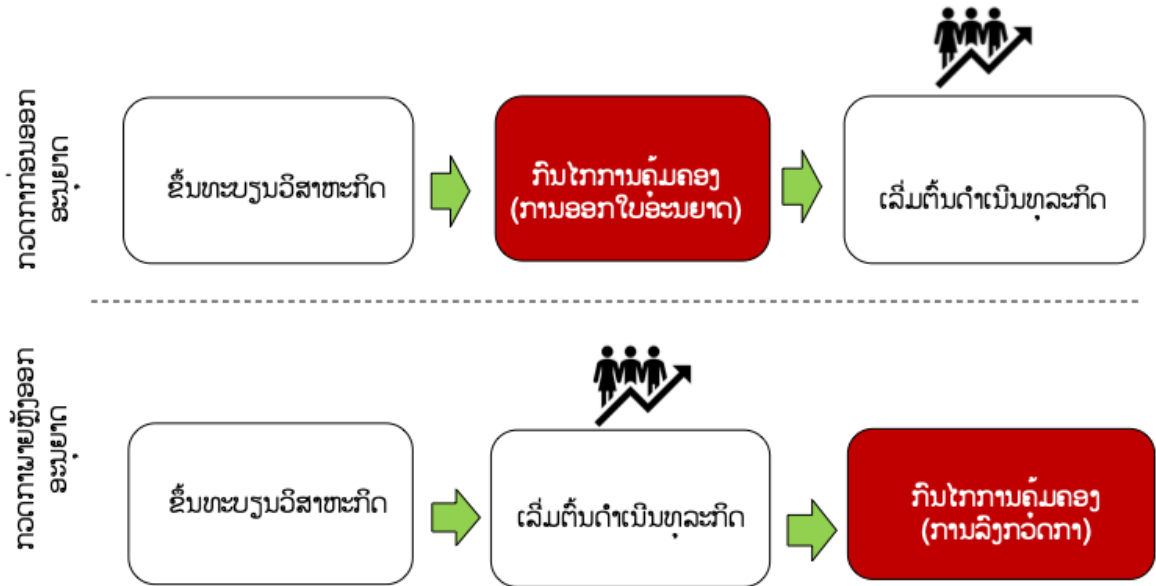 ກວດກາກ່ອນອອກ
ອະນຸຍາດ
ຂຶ້ນທະບຽນວິສາຫະກິດ
ກົນໄກການຄຸ້ມຄອງ
(ການອອກໃບອະນຸຍາດ)
ເລີ່ມຕົ້ນດຳເນີນທຸລະກິດ
ກວດກາພາຍຫຼັງອອກ
ອະນຸຍາດ
ຂຶ້ນທະບຽນວິສາຫະກິດ
ເລີ່ມຕົ້ນດຳເນີນທຸລະກິດ
ກົນໄກການຄຸ້ມຄອງ
(ການລົງກວດກາ)